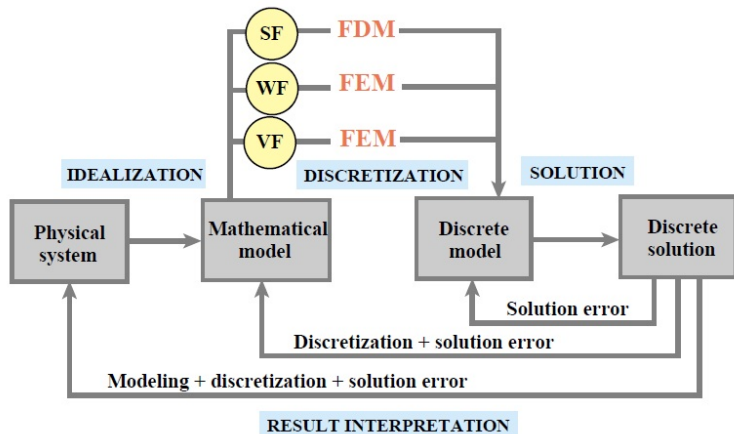 SF
FDM
WF
FEM
VF
FEM
IDEALIZATION
DISCRETIZATION
SOLUTION
Physical
system
Mathematical
model
Discrete
model
Discrete
solution
Solution error
Discretization + solution error
Modeling + discretization + solution error
RESULT INTERPRETATION